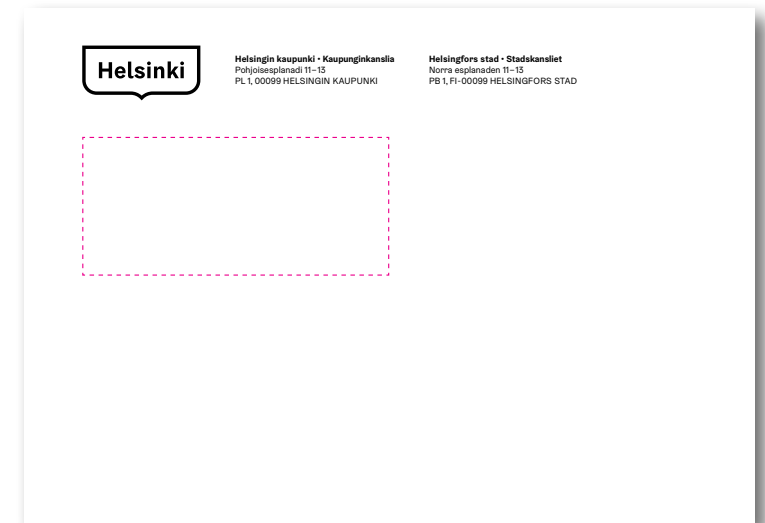 Helsinki
Helsingin kaupunki • Kaupunginkanslia
Pohjoisesplanadi 11–13
PL 1, 00099 HELSINGIN KAUPUNKI
Helsingfors stad • Stadskansliet
Norra esplanaden 11–13
PB 1, FI-00099 HELSINGFORS STAD